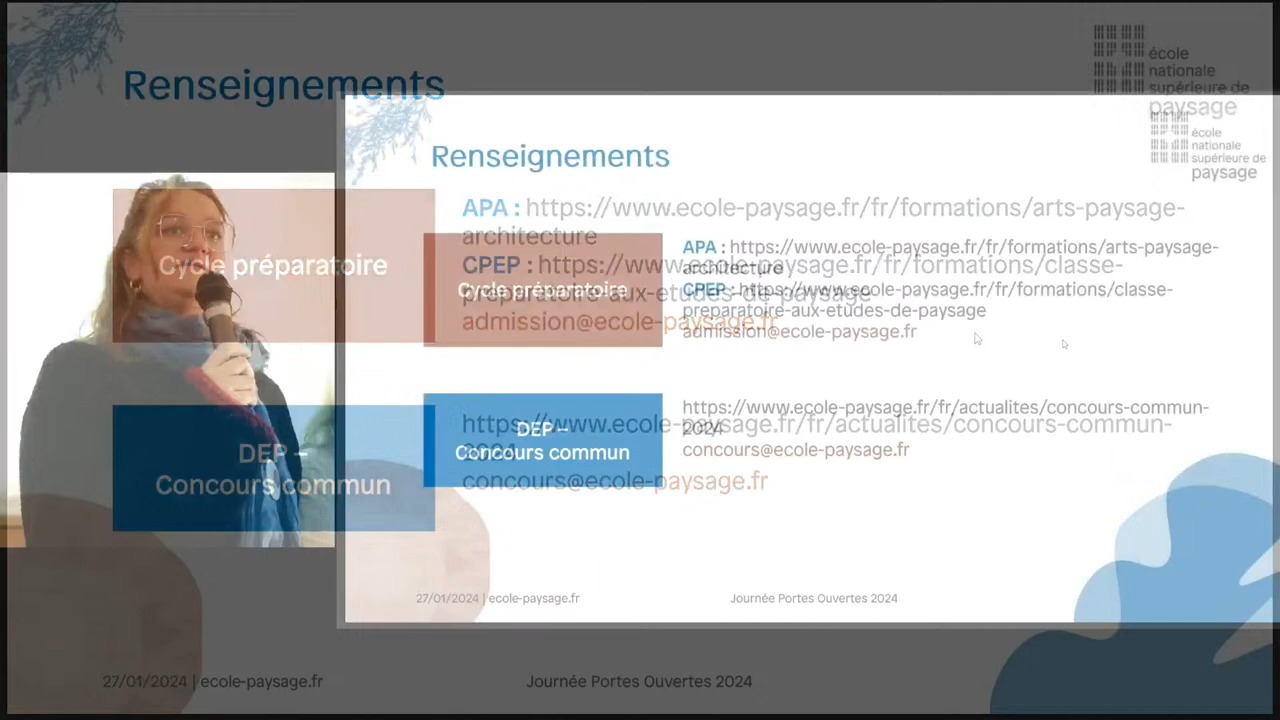 Renseignements
école
nationale
supérieure de
paysage
Cycle préparatoire
APA : https://www.ecole-paysage.fr/fr/formations/arts-paysage-
architecture
CPEP : https://www.ecole-paysage.fr/fr/formations/classe-
preparatoire-aux-etudes-de-paysage
admission@ecole-paysage.fr
DEP –
Concours commun
https://www.ecole-paysage.fr/fr/actualites/concours-commun-
2024
concours@ecole-paysage.fr
27/01/2024 | ecole-paysage.fr
Journée Portes Ouvertes 2024
Renseignements
école
nationale
supérieure de
paysage
Cycle préparatoire
APA : https://www.ecole-paysage.fr/fr/formations/arts-paysage-
architecture
CPEP : https://www.ecole-paysage.fr/fr/formations/classe-
preparatoire-aux-etudes-de-paysage
admission@ecole-paysage.fr
DEP –
Concours commun
https://www.ecole-paysage.fr/fr/actualites/concours-commun-
2024
concours@ecole-paysage.fr
27/01/2024 | ecole-paysage.fr
Journée Portes Ouvertes 2024